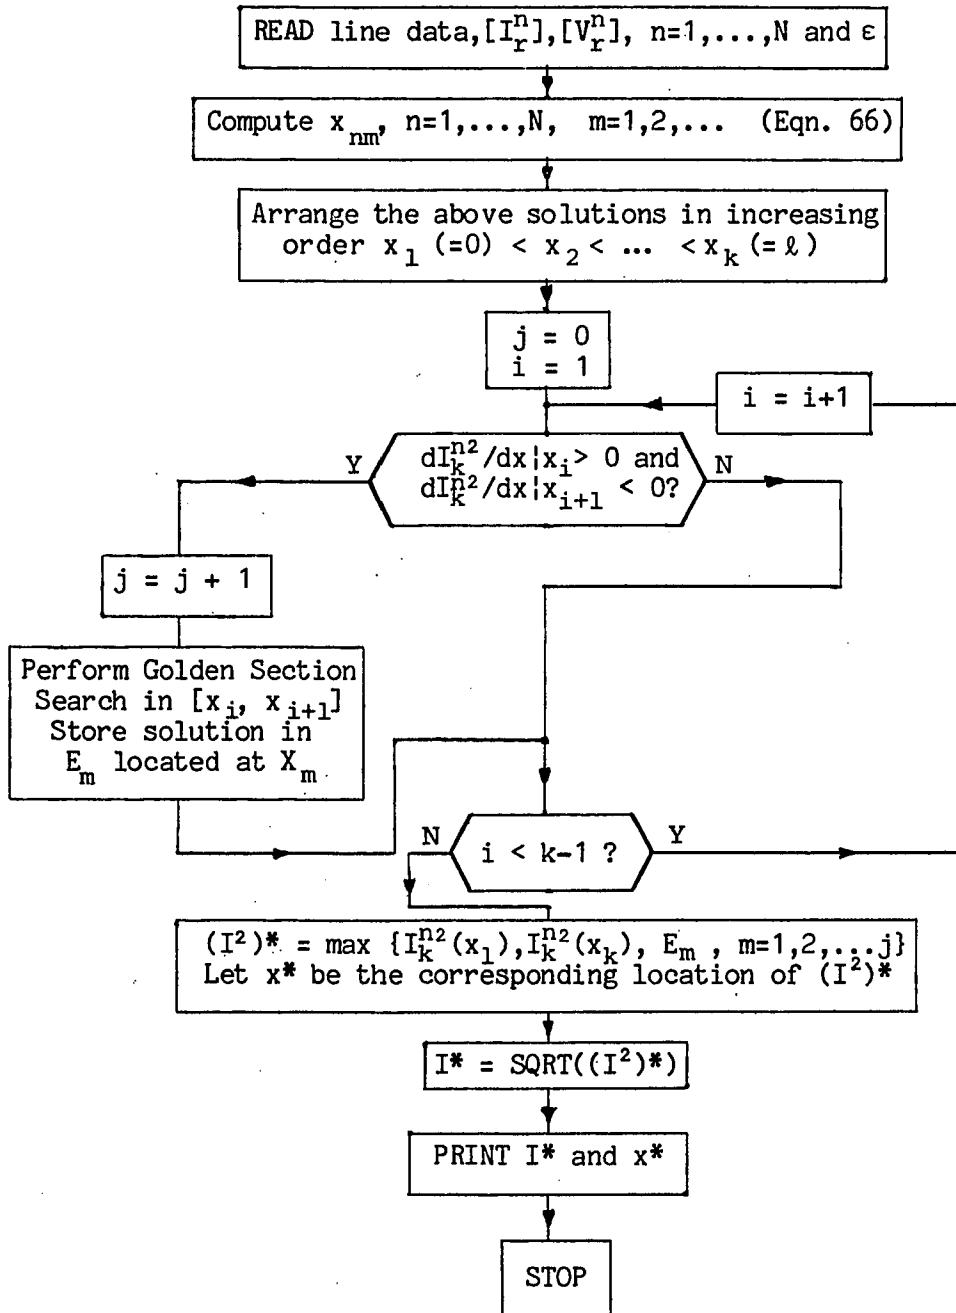 READ line data,[I_r^n],[V_r^n], n=1,...,N and ε
Compute x_nm, n=1,...,N, m=1,2,... (Eqn. 66)
Arrange the above solutions in increasing
order x_1 (=0) < x_2 < ... <x_k (= ℓ)
j = 0
i = 1
i = i+1
Y
dI_k^n2/dx¦x_i> 0 and
dI_k^n2/dx¦x_i+1 < 0?
N
j = j + 1
Perform Golden Section
Search in [x_i, x_i+1]
Store solution in
E_m located at X_m
N
i < k-1 ?
Y
(I²)* = max {I_k^n2(x_1),I_k^n2(x_k), E_m , m=1,2,...j}
Let x* be the corresponding location of (I²)*
I* = SQRT((I²)*)
PRINT I* and x*
STOP